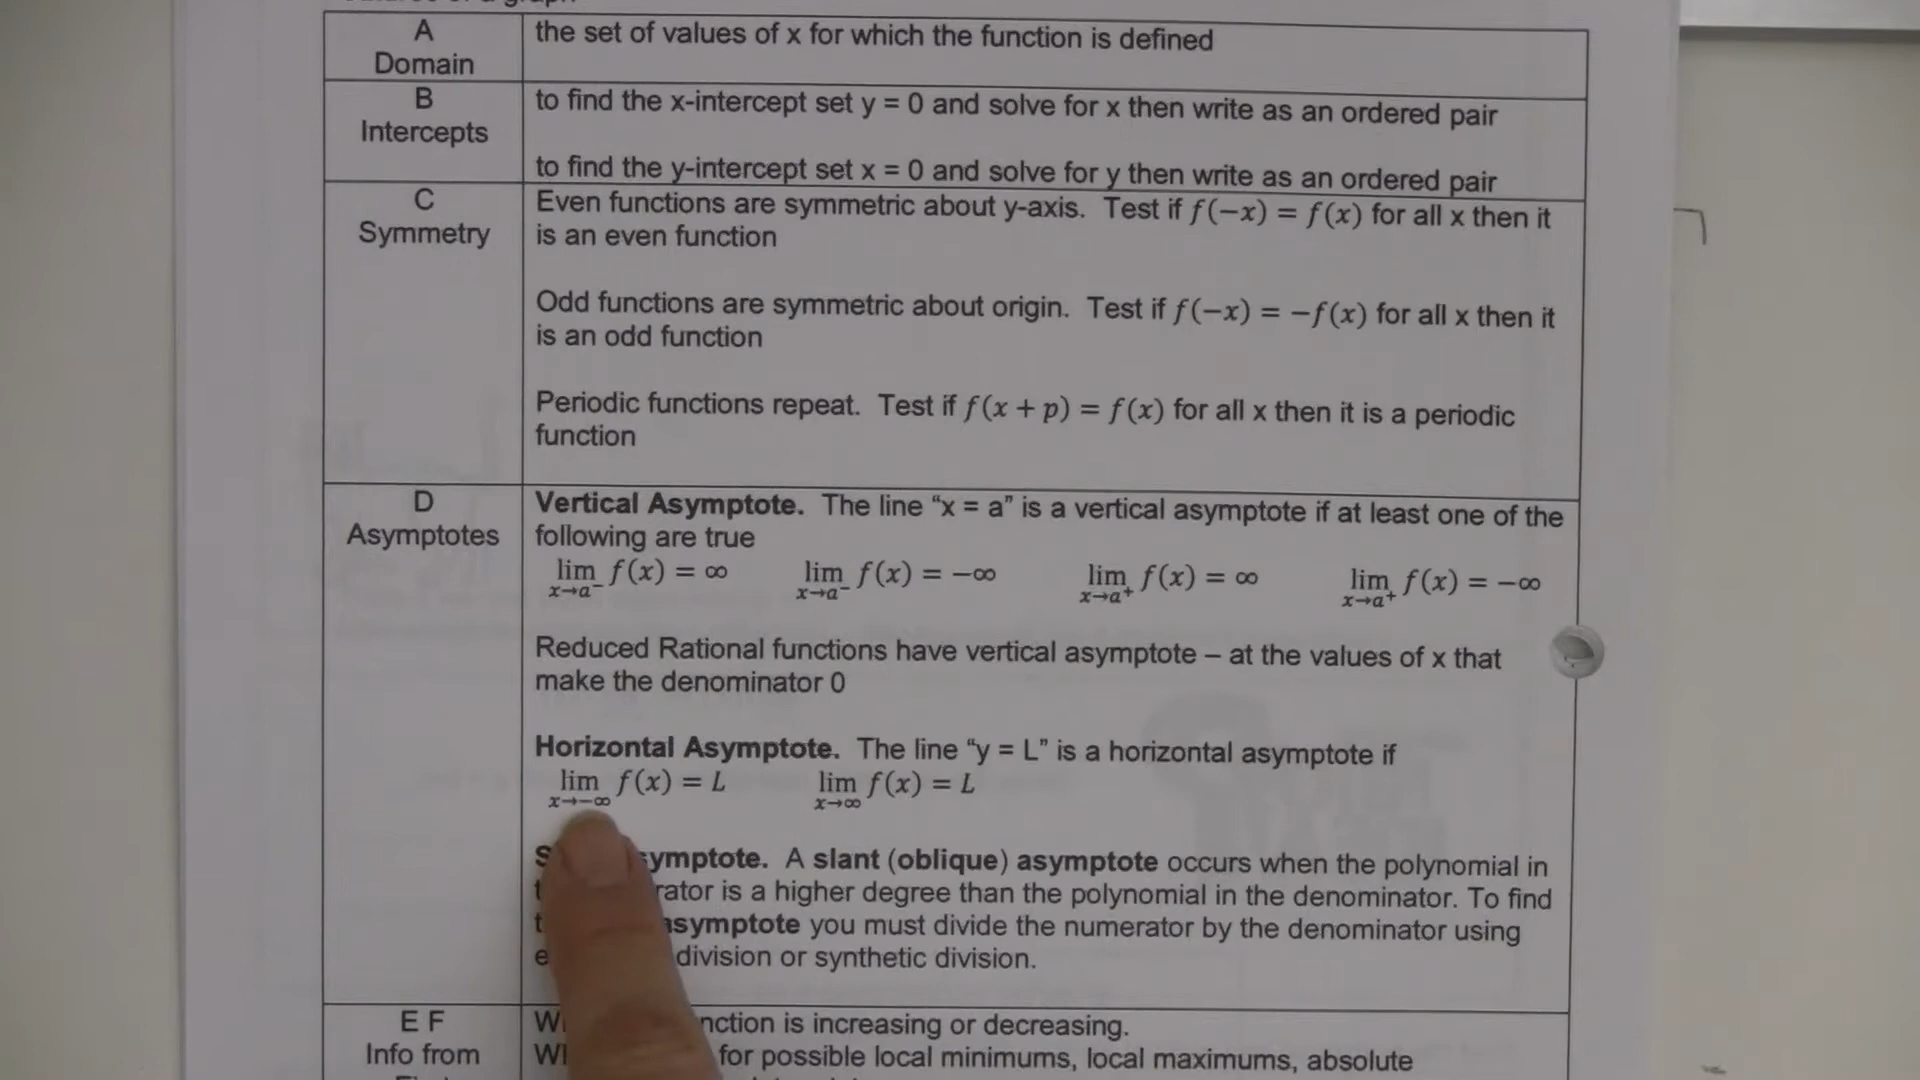 A
Domain
the set of values of x for which the function is defined
B
Intercepts
to find the x-intercept set y = 0 and solve for x then write as an ordered pair
to find the y-intercept set x = 0 and solve for y then write as an ordered pair
C
Symmetry
Even functions are symmetric about y-axis. Test if f(−x) = f(x) for all x then it
is an even function
Odd functions are symmetric about origin. Test if f(−x) = −f(x) for all x then it
is an odd function
Periodic functions repeat. Test if f(x + p) = f(x) for all x then it is a periodic
function
D
Asymptotes
Vertical Asymptote. The line “x = a” is a vertical asymptote if at least one of the
following are true
lim x→a⁻ f(x) = ∞ lim x→a⁻ f(x) = −∞ lim x→a⁺ f(x) = ∞ lim x→a⁺ f(x) = −∞
Reduced Rational functions have vertical asymptote – at the values of x that
make the denominator 0
Horizontal Asymptote. The line “y = L” is a horizontal asymptote if
lim x→−∞ f(x) = L lim x→∞ f(x) = L
ymptote. A slant (oblique) asymptote occurs when the polynomial in
rator is a higher degree than the polynomial in the denominator. To find
asymptote you must divide the numerator by the denominator using
division or synthetic division.
E F
Info from
nction is increasing or decreasing.
for possible local minimums, local maximums, absolute